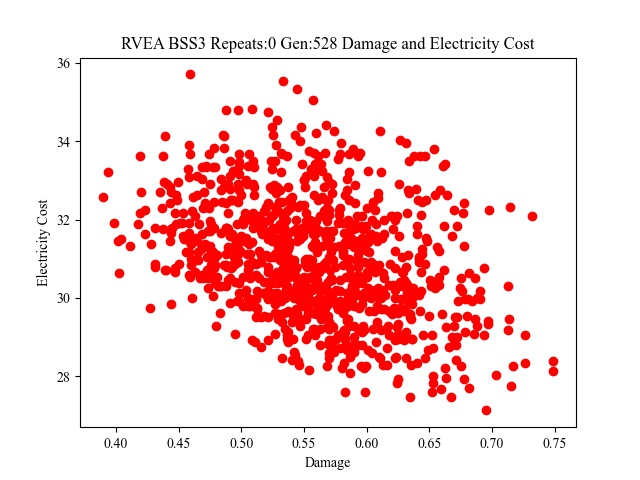 RVEA BSS3 Repeats:0 Gen:528 Damage and Electricity Cost
36
34
32
30
28
Electricity Cost
0.40 0.45 0.50 0.55 0.60 0.65 0.70 0.75
Damage